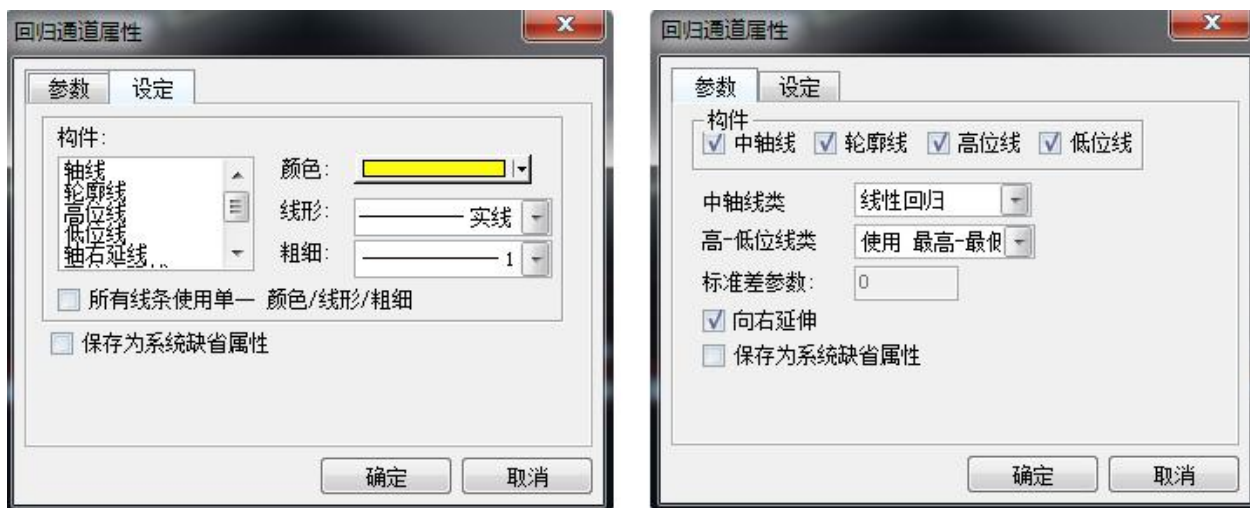 回归通道属性
参数 设定
构件:
轴线
轮廓线
高位线
低位线
轴右延线
颜色:
线形: 实线
粗细: 1
所有线条使用单一 颜色/线形/粗细
保存为系统缺省属性
确定 取消
回归通道属性
参数 设定
构件
中轴线 轮廓线 高位线 低位线
中轴线类 线性回归
高-低位线类 使用 最高-最低
标准差参数: 0
向右延伸
保存为系统缺省属性
确定 取消